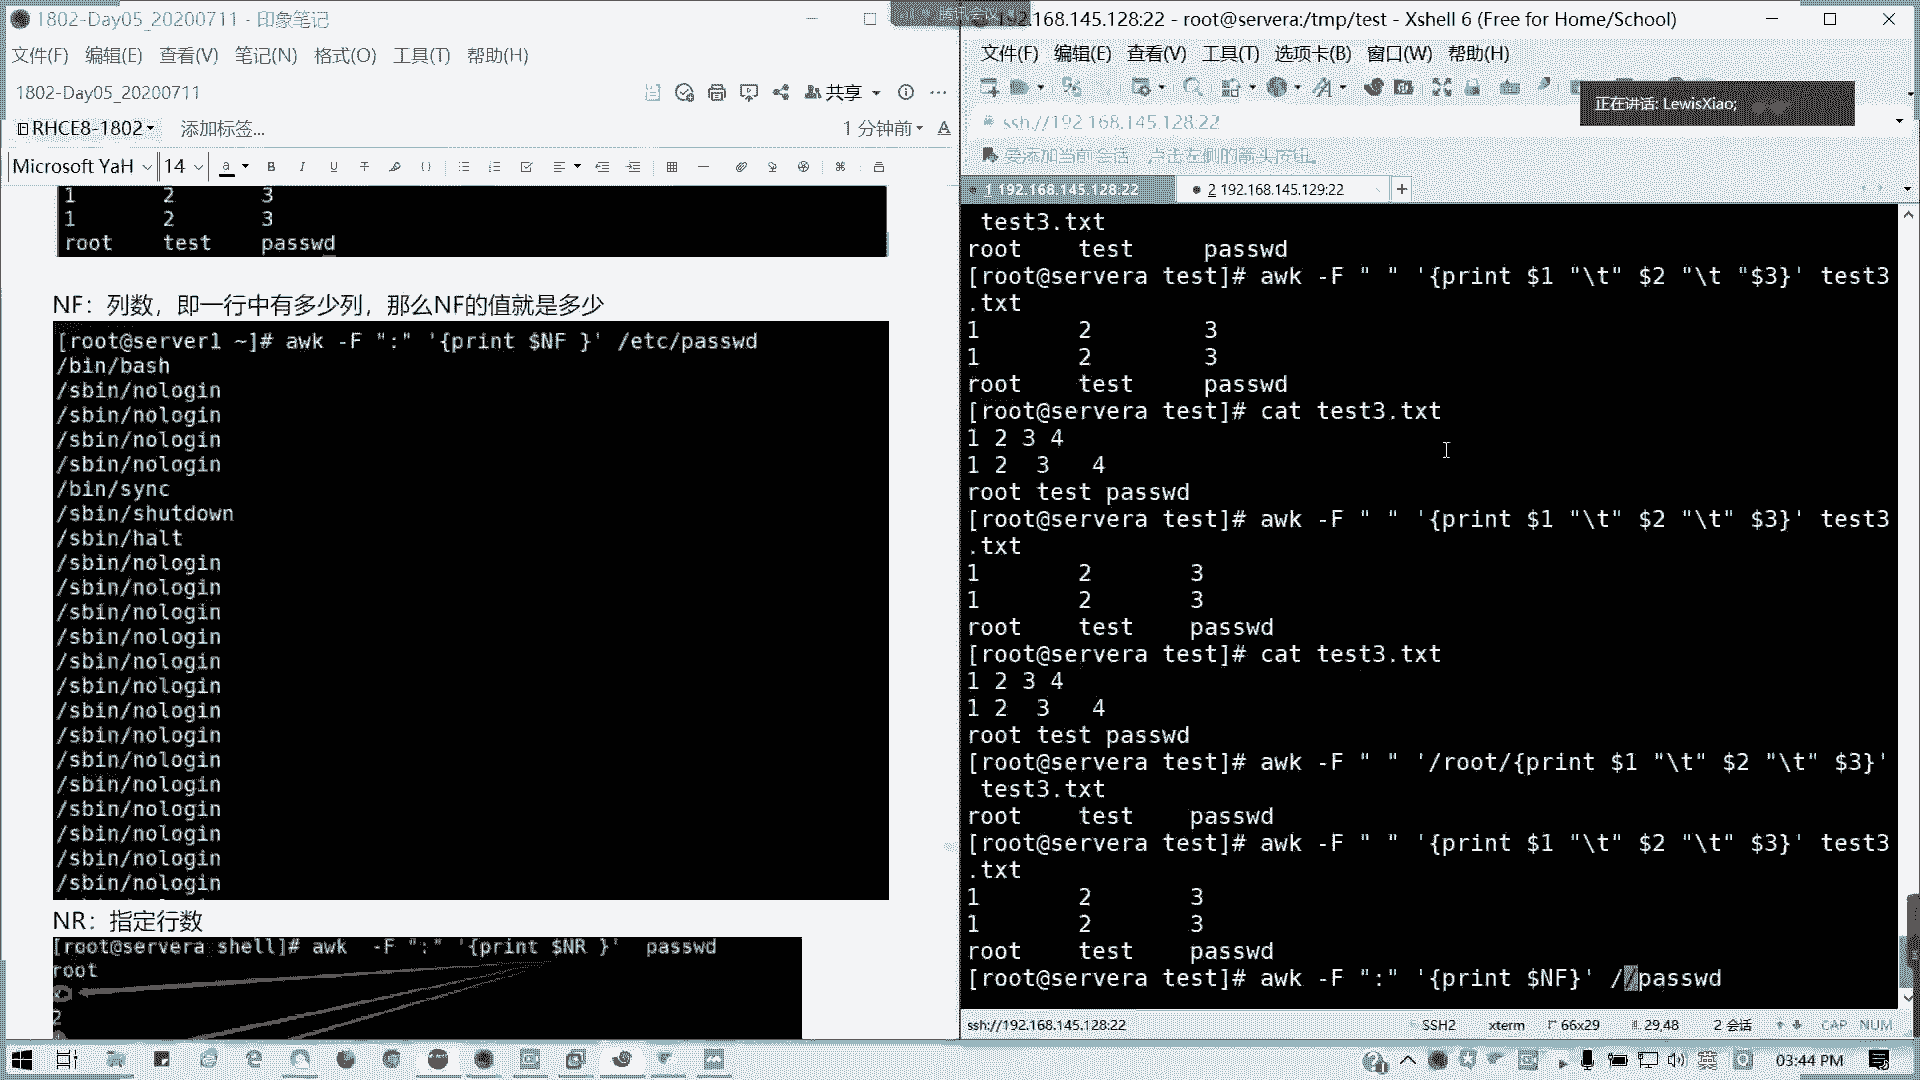 1802-Day05_20200711 - 印象笔记
文件(F) 编辑(E) 查看(V) 笔记(N) 格式(O) 工具(T) 帮助(H)
1802-Day05_20200711
共享
RHCE8-1802
添加标签...
1 分钟前
Microsoft YaH 14
1 2 3
1 2 3
root test passwd
NF：列数，即一行中有多少列，那么NF的值就是多少
[root@server1 ~]# awk -F ":" '{print $NF }' /etc/passwd
/bin/bash
/sbin/nologin
/sbin/nologin
/sbin/nologin
/sbin/nologin
/bin/sync
/sbin/shutdown
/sbin/halt
/sbin/nologin
/sbin/nologin
/sbin/nologin
/sbin/nologin
/sbin/nologin
/sbin/nologin
/sbin/nologin
/sbin/nologin
/sbin/nologin
/sbin/nologin
/sbin/nologin
/sbin/nologin
/sbin/nologin
/sbin/nologin
NR：指定行数
[root@servera shell]# awk  -F ":" '{print $NR }'  passwd
root
x
2
腾讯会议
192.168.145.128:22 - root@servera:/tmp/test - Xshell 6 (Free for Home/School)
文件(F) 编辑(E) 查看(V) 工具(T) 选项卡(B) 窗口(W) 帮助(H)
正在讲话: LewisXiao;
ssh://192.168.145.128:22
要添加当前会话，点击左侧的箭头按钮。
1 192.168.145.128:22
2 192.168.145.129:22
test3.txt
root test passwd
[root@servera test]# awk -F " " '{print $1 "\t" $2 "\t "$3}' test3
.txt
1 2 3
1 2 3
root test passwd
[root@servera test]# cat test3.txt
1 2 3 4
1 2  3   4
root test passwd
[root@servera test]# awk -F " " '{print $1 "\t" $2 "\t" $3}' test3
.txt
1 2 3
1 2 3
root test passwd
[root@servera test]# cat test3.txt
1 2 3 4
1 2  3   4
root test passwd
[root@servera test]# awk -F " " '/root/{print $1 "\t" $2 "\t" $3}'
test3.txt
root test passwd
[root@servera test]# awk -F " " '{print $1 "\t" $2 "\t" $3}' test3
.txt
1 2 3
1 2 3
root test passwd
[root@servera test]# awk -F ":" '{print $NF}' //passwd
ssh://192.168.145.128:22 SSH2 xterm 66x29 29,48 2 会话 CAP NUM
英
03:44 PM